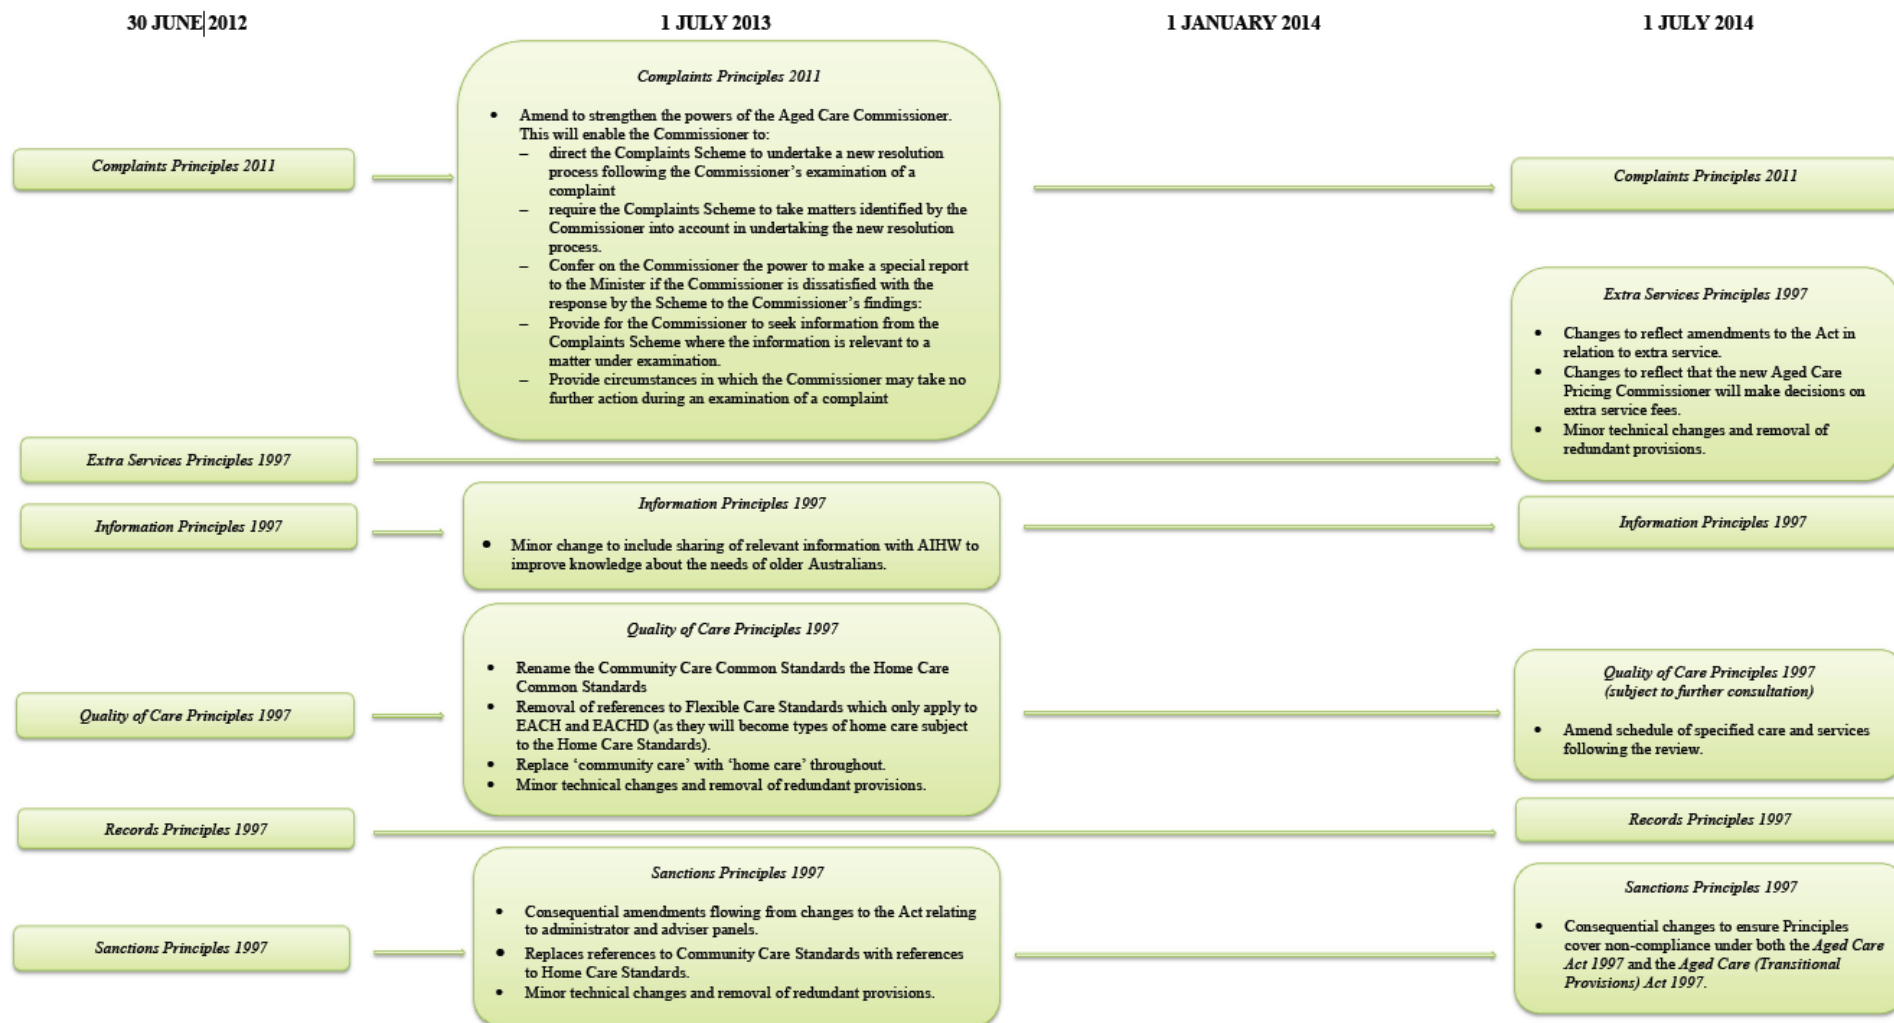 30 JUNE 2012
1 JULY 2013
1 JANUARY 2014
1 JULY 2014
Complaints Principles 2011
Complaints Principles 2011
• Amend to strengthen the powers of the Aged Care Commissioner.
This will enable the Commissioner to:
– direct the Complaints Scheme to undertake a new resolution
process following the Commissioner's examination of a
complaint
– require the Complaints Scheme to take matters identified by the
Commissioner into account in undertaking the new resolution
process.
– Confer on the Commissioner the power to make a special report
to the Minister if the Commissioner is dissatisfied with the
response by the Scheme to the Commissioner's findings:
– Provide for the Commissioner to seek information from the
Complaints Scheme where the information is relevant to a
matter under examination.
– Provide circumstances in which the Commissioner may take no
further action during an examination of a complaint
Complaints Principles 2011
Extra Services Principles 1997
Extra Services Principles 1997
• Changes to reflect amendments to the Act in
relation to extra service.
• Changes to reflect that the new Aged Care
Pricing Commissioner will make decisions on
extra service fees.
• Minor technical changes and removal of
redundant provisions.
Information Principles 1997
Information Principles 1997
• Minor change to include sharing of relevant information with AIHW to
improve knowledge about the needs of older Australians.
Information Principles 1997
Quality of Care Principles 1997
Quality of Care Principles 1997
• Rename the Community Care Common Standards the Home Care
Common Standards
• Removal of references to Flexible Care Standards which only apply to
EACH and EACHD (as they will become types of home care subject
to the Home Care Standards).
• Replace ‘community care’ with ‘home care’ throughout.
• Minor technical changes and removal of redundant provisions.
Quality of Care Principles 1997
(subject to further consultation)
• Amend schedule of specified care and services
following the review.
Records Principles 1997
Records Principles 1997
Sanctions Principles 1997
Sanctions Principles 1997
• Consequential amendments flowing from changes to the Act relating
to administrator and adviser panels.
• Replaces references to Community Care Standards with references
to Home Care Standards.
• Minor technical changes and removal of redundant provisions.
Sanctions Principles 1997
• Consequential changes to ensure Principles
cover non-compliance under both the Aged Care
Act 1997 and the Aged Care (Transitional
Provisions) Act 1997.